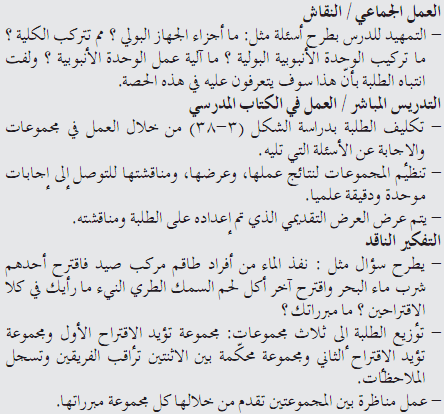 العمل الجماعي / النقاش
– التمهيد للدرس بطرح أسئلة مثل: ما أجزاء الجهاز البولي ؟ مم تتركب الكلية ؟
ما تركيب الوحدة الأنبوبية البولية ؟ ما آلية عمل الوحدة الأنبوبية ؟ ولفت
انتباه الطلبة بأنّ هذا سوف يتعرفون عليه في هذه الحصة.
التدريس المباشر / العمل في الكتاب المدرسي
– تكليف الطلبة بدراسة الشكل (٣–٣٨) من خلال العمل في مجموعات
والإجابة عن الأسئلة التي تليه.
– تنظيم المجموعات لنتائج عملها، وعرضها، ومناقشتها للتوصل إلى إجابات
موحدة ودقيقة علميا.
– يتم عرض العرض التقديمي الذي تم إعداده على الطلبة ومناقشته.
التفكير الناقد
– يطرح سؤال مثل : نفذ الماء من أفراد طاقم مركب صيد فاقترح أحدهم
شرب ماء البحر واقترح آخر أكل لحم السمك الطري النيء ما رأيك في كلا
الاقتراحين ؟ ما مبرراتك ؟
– توزيع الطلبة إلى ثلاث مجموعات: مجموعة تؤيد الاقتراح الأول ومجموعة
تؤيد الاقتراح الثاني ومجموعة محكّمة بين الاثنتين تراقب الفريقين وتسجل
الملاحظات.
– عمل مناظرة بين المجموعتين تقدم من خلالها كل مجموعة مبرراتها.